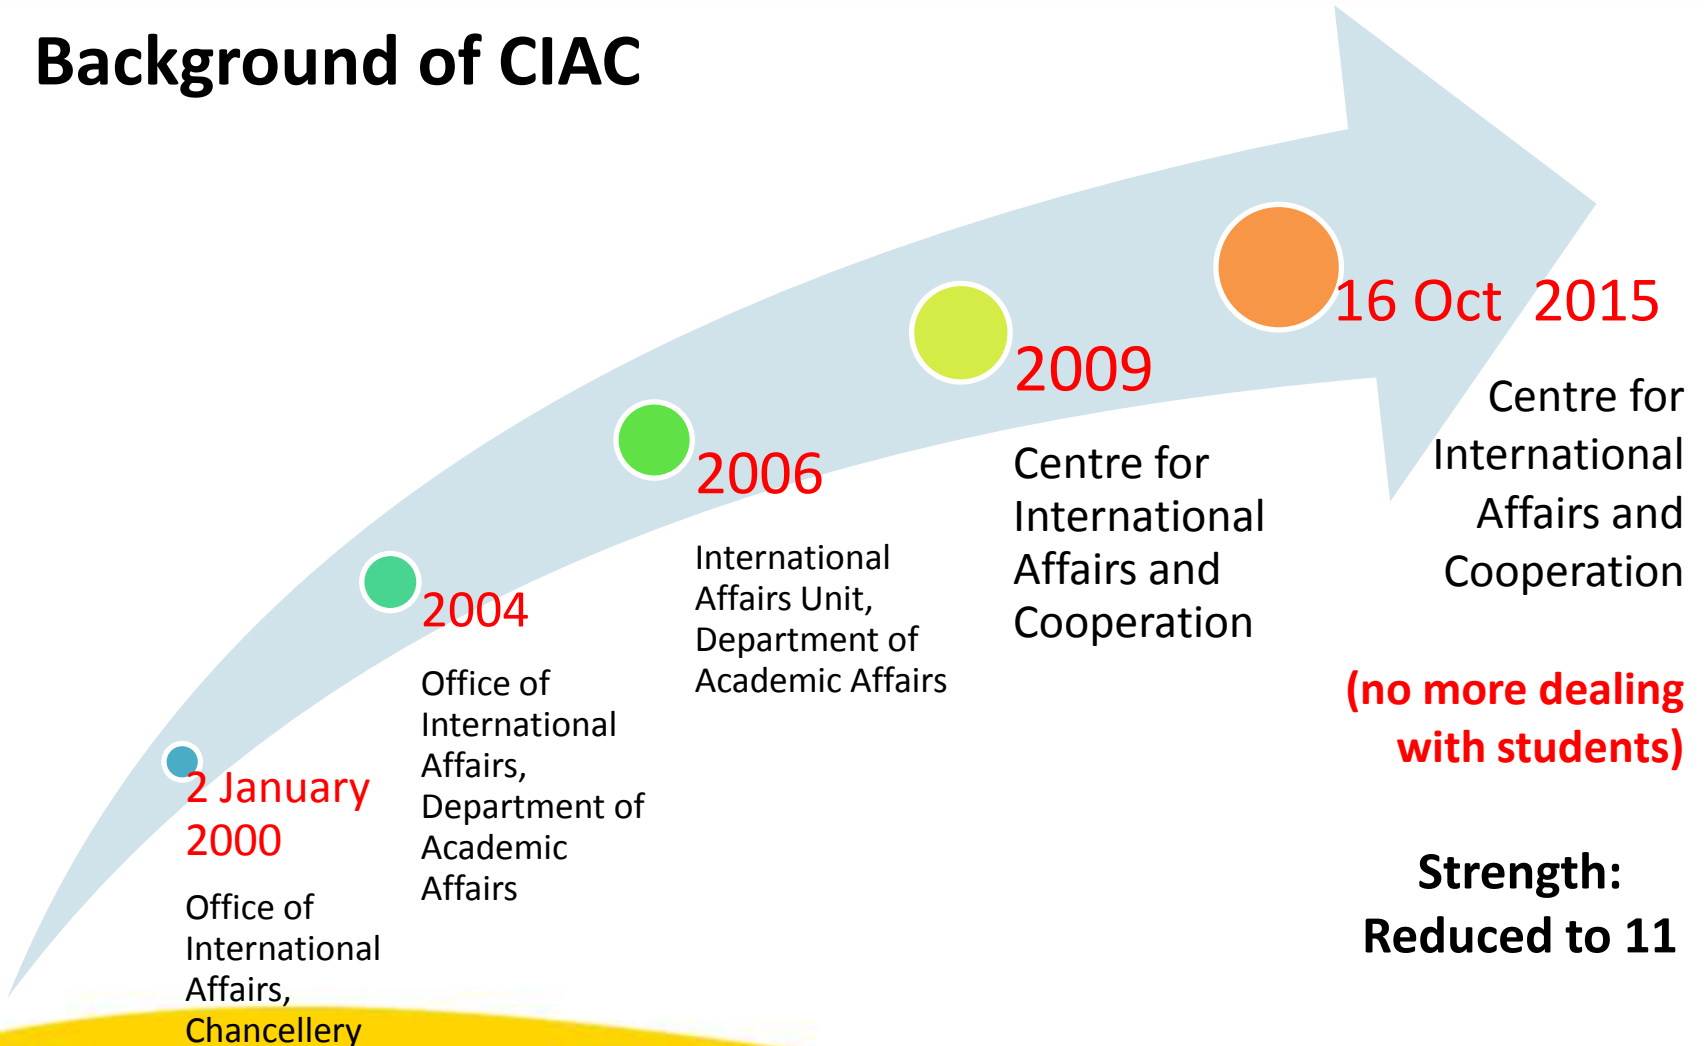 Background of CIAC
2 January
2000
Office of
International
Affairs,
Chancellery
2004
Office of
International
Affairs,
Department of
Academic
Affairs
2006
International
Affairs Unit,
Department of
Academic Affairs
2009
Centre for
International
Affairs and
Cooperation
16 Oct 2015
Centre for
International
Affairs and
Cooperation
(no more dealing
with students)
Strength:
Reduced to 11